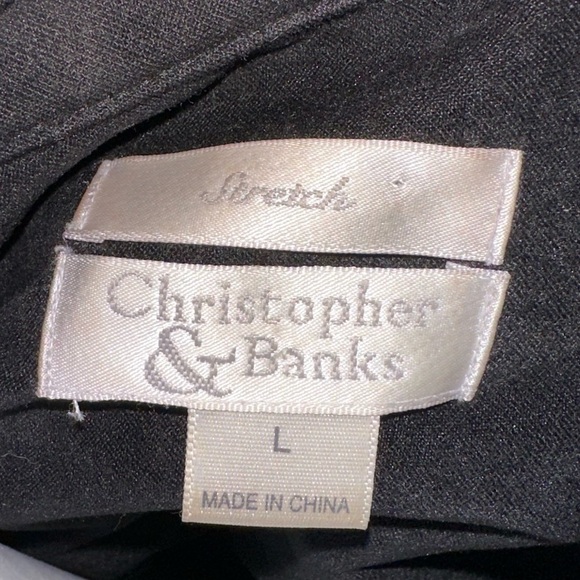 Stretch
Christopher
& Banks
L
MADE IN CHINA